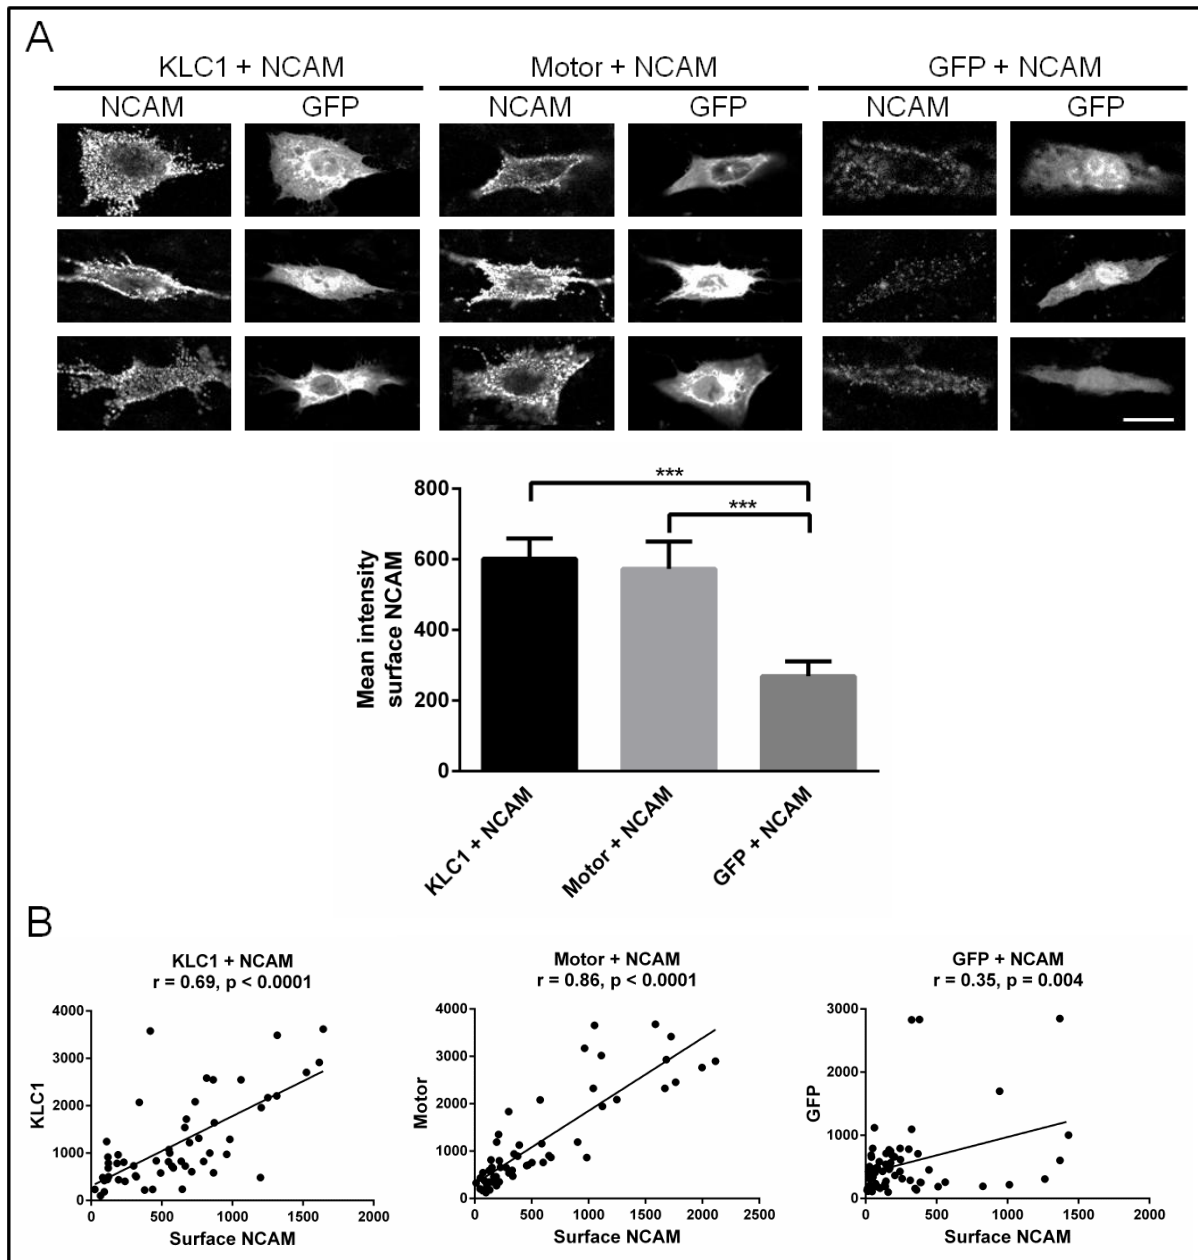 A
KLC1 + NCAM
Motor + NCAM
GFP + NCAM
NCAM
GFP
NCAM
GFP
NCAM
GFP
***
***
800
600
400
200
0
Mean intensity
surface NCAM
KLC1 + NCAM
Motor + NCAM
GFP + NCAM
B
KLC1 + NCAM
r = 0.69, p < 0.0001
4000
3000
2000
1000
0
KLC1
0 500 1000 1500 2000
Surface NCAM
Motor + NCAM
r = 0.86, p < 0.0001
4000
3000
2000
1000
0
Motor
0 500 1000 1500 2000 2500
Surface NCAM
GFP + NCAM
r = 0.35, p = 0.004
3000
2000
1000
0
GFP
0 500 1000 1500 2000
Surface NCAM